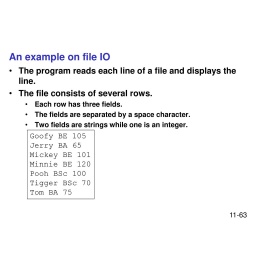 An example on file IO
• The program reads each line of a file and displays the
line.
• The file consists of several rows.
• Each row has three fields.
• The fields are separated by a space character.
• Two fields are strings while one is an integer.
Goofy BE 105
Jerry BA 65
Mickey BE 101
Minnie BE 120
Pooh BSc 100
Tigger BSc 70
Tom BA 75
11-63